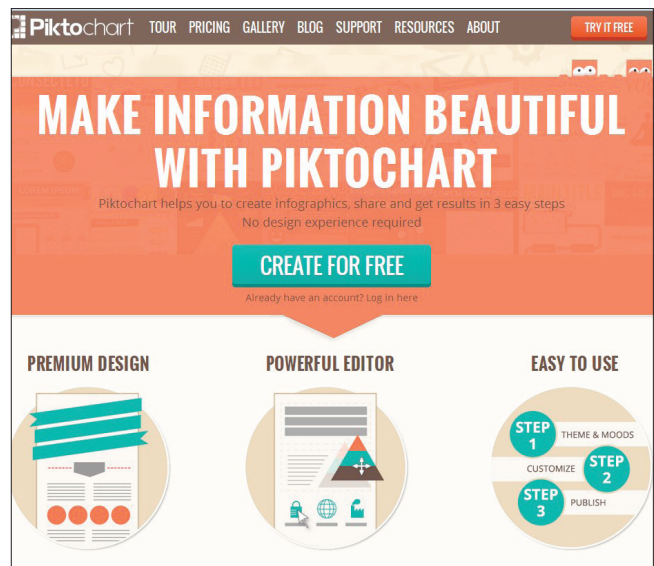 Piktochart TOUR PRICING GALLERY BLOG SUPPORT RESOURCES ABOUT TRY IT FREE
MAKE INFORMATION BEAUTIFUL
WITH PIKTOCHART
Piktochart helps you to create infographics, share and get results in 3 easy steps
No design experience required
CREATE FOR FREE
Already have an account? Log in here
PREMIUM DESIGN POWERFUL EDITOR EASY TO USE
STEP
1
THEME & MOODS
CUSTOMIZE
STEP
2
STEP
3
PUBLISH